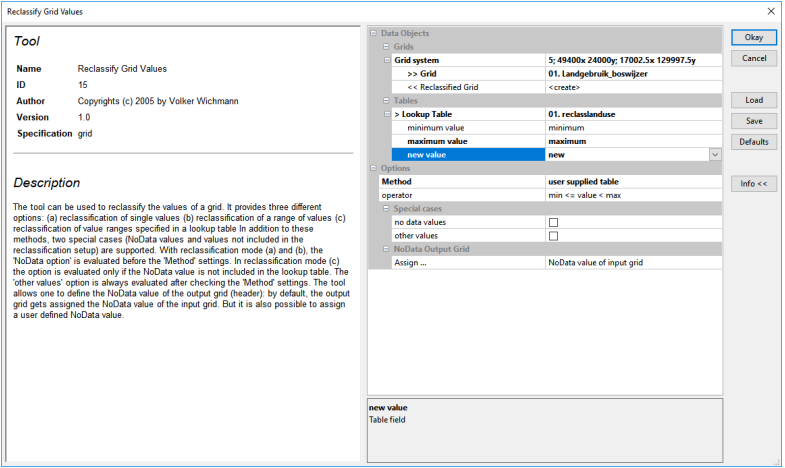 Reclassify Grid Values
Tool
Name Reclassify Grid Values
ID 15
Author Copyrights (c) 2005 by Volker Wichmann
Version 1.0
Specification grid
Description
The tool can be used to reclassify the values of a grid. It provides three different
options: (a) reclassification of single values (b) reclassification of a range of values (c)
reclassification of value ranges specified in a lookup table In addition to these
methods, two special cases (NoData values and values not included in the
reclassification setup) are supported. With reclassification mode (a) and (b), the
'NoData option' is evaluated before the 'Method' settings. In reclassification mode (c)
the option is evaluated only if the NoData value is not included in the lookup table. The
'other values' option is always evaluated after checking the 'Method' settings. The tool
allows one to define the NoData value of the output grid (header): by default, the output
grid gets assigned the NoData value of the input grid. But it is also possible to assign
a user defined NoData value.
Data Objects
Grids
Grid system 5; 49400x 24000y; 17002.5x 129997.5y
>> Grid 01. Landgebruik_boswijzer
<< Reclassified Grid <create>
Tables
> Lookup Table 01. reclasslanduse
minimum value minimum
maximum value maximum
new value new
Options
Method user supplied table
operator min <= value < max
Special cases
no data values
other values
NoData Output Grid
Assign ... NoData value of input grid
new value
Table field
Okay
Cancel
Load
Save
Defaults
Info <<